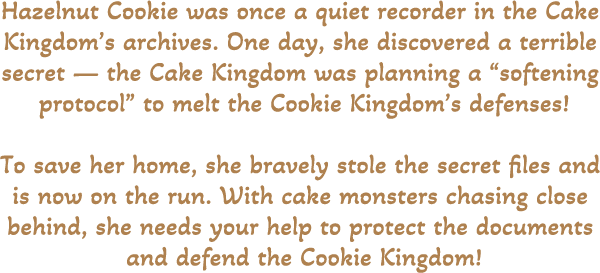 Hazelnut Cookie was once a quiet recorder in the Cake
Kingdom’s archives. One day, she discovered a terrible
secret — the Cake Kingdom was planning a “softening
protocol” to melt the Cookie Kingdom’s defenses!
To save her home, she bravely stole the secret files and
is now on the run. With cake monsters chasing close
behind, she needs your help to protect the documents
and defend the Cookie Kingdom!